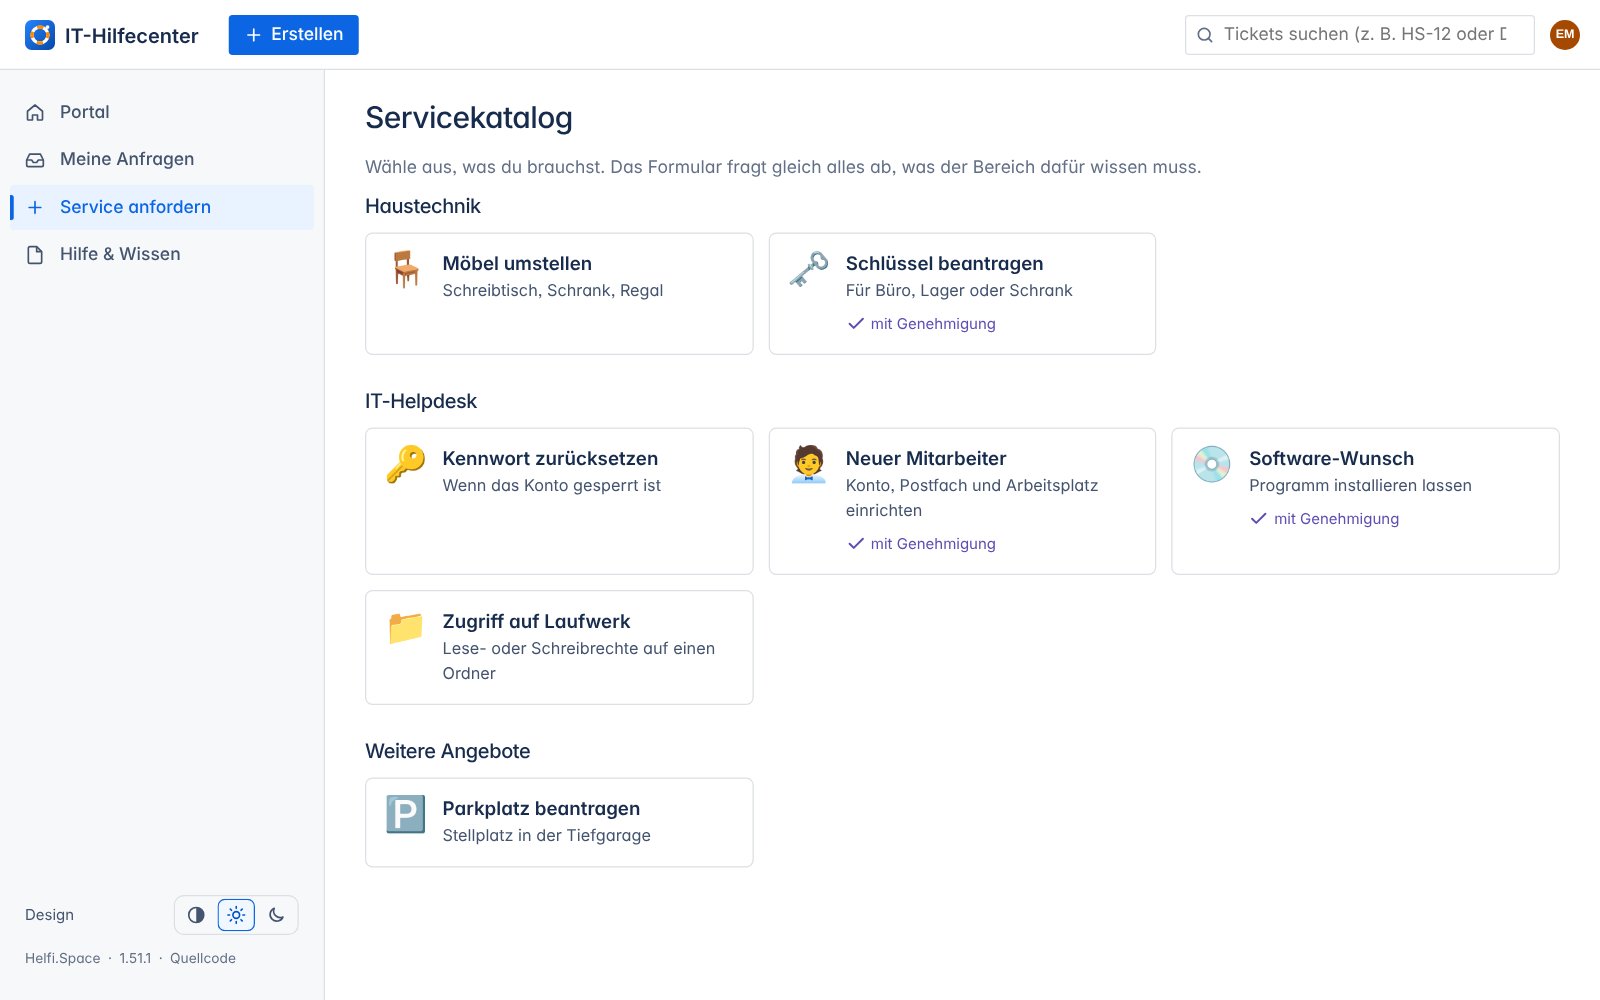 IT-Hilfecenter
Erstellen
Tickets suchen (z. B. HS-12 oder
EM
Portal
Meine Anfragen
Service anfordern
Hilfe & Wissen
Servicekatalog
Wähle aus, was du brauchst. Das Formular fragt gleich alles ab, was der Bereich dafür wissen muss.
Haustechnik
Möbel umstellen
Schreibtisch, Schrank, Regal
Schlüssel beantragen
Für Büro, Lager oder Schrank
mit Genehmigung
IT-Helpdesk
Kennwort zurücksetzen
Wenn das Konto gesperrt ist
Neuer Mitarbeiter
Konto, Postfach und Arbeitsplatz
einrichten
mit Genehmigung
Software-Wunsch
Programm installieren lassen
mit Genehmigung
Zugriff auf Laufwerk
Lese- oder Schreibrechte auf einen
Ordner
Weitere Angebote
P
Parkplatz beantragen
Stellplatz in der Tiefgarage
Design
Helfi.Space · 1.51.1 · Quellcode